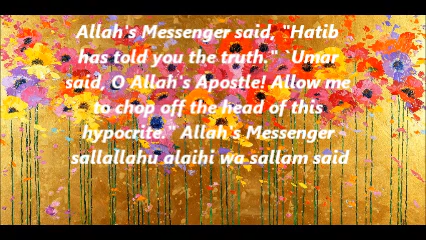 Allah's Messenger said, "Hatib
has told you the truth." `Umar
said, O Allah's Apostle! Allow me
to chop off the head of this
hypocrite." Allah's Messenger
sallallahu alaihi wa sallam said